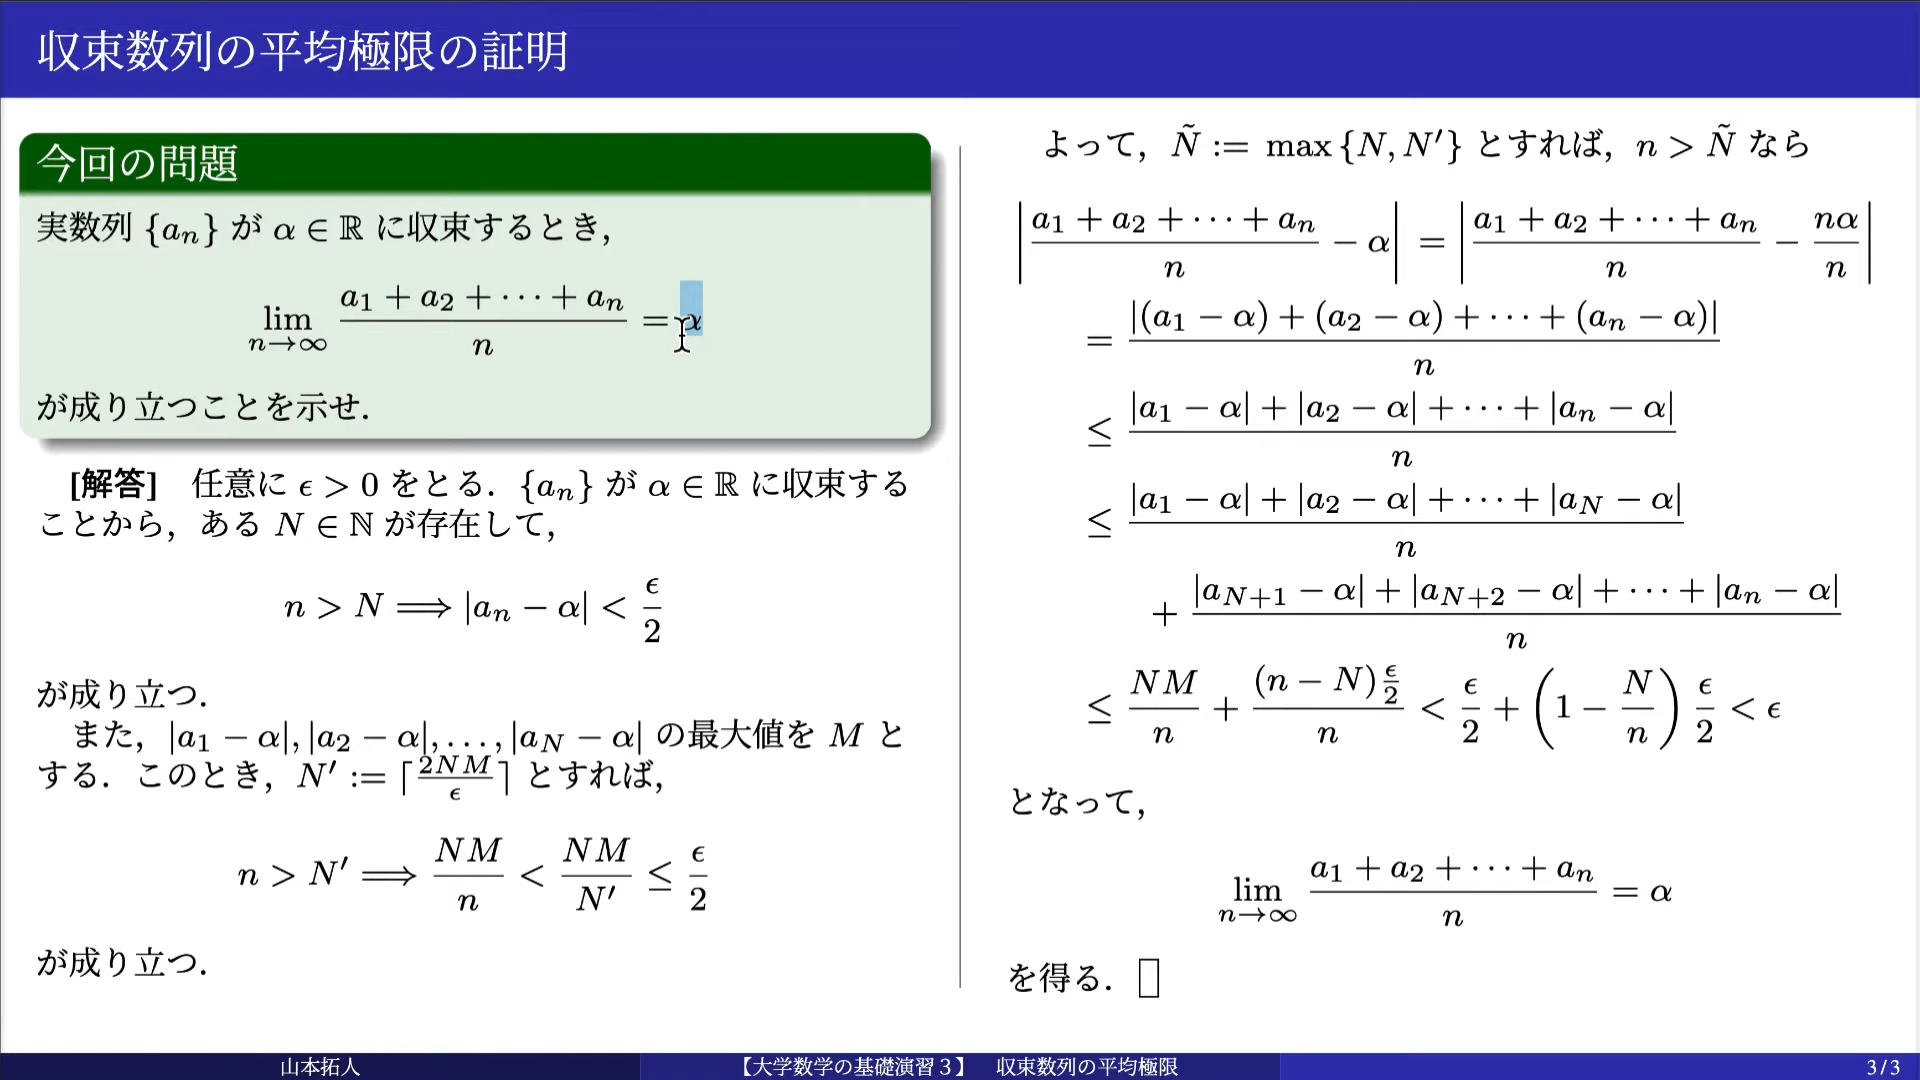 収束数列の平均極限の証明
今回の問題
実数列 {a_n} が α ∈ ℝ に収束するとき，
lim_{n→∞} (a_1 + a_2 + ⋯ + a_n)/n = α
が成り立つことを示せ．
[解答] 任意に ϵ > 0 をとる．{a_n} が α ∈ ℝ に収束する
ことから，ある N ∈ ℕ が存在して，
n > N ⟹ |a_n − α| < ϵ/2
が成り立つ．
また，|a_1 − α|, |a_2 − α|, …, |a_N − α| の最大値を M と
する．このとき，N′ := ⌈2NM/ϵ⌉ とすれば，
n > N′ ⟹ NM/n < NM/N′ ≤ ϵ/2
が成り立つ．
よって，Ñ := max {N, N′} とすれば，n > Ñ なら
|(a_1 + a_2 + ⋯ + a_n)/n − α| = |(a_1 + a_2 + ⋯ + a_n)/n − nα/n|
= |(a_1 − α) + (a_2 − α) + ⋯ + (a_n − α)|/n
≤ (|a_1 − α| + |a_2 − α| + ⋯ + |a_n − α|)/n
≤ (|a_1 − α| + |a_2 − α| + ⋯ + |a_N − α|)/n
+ (|a_{N+1} − α| + |a_{N+2} − α| + ⋯ + |a_n − α|)/n
≤ NM/n + ((n − N)ϵ/2)/n < ϵ/2 + (1 − N/n) ϵ/2 < ϵ
となって，
lim_{n→∞} (a_1 + a_2 + ⋯ + a_n)/n = α
を得る．□
山本拓人
【大学数学の基礎演習３】 収束数列の平均極限
3 / 3